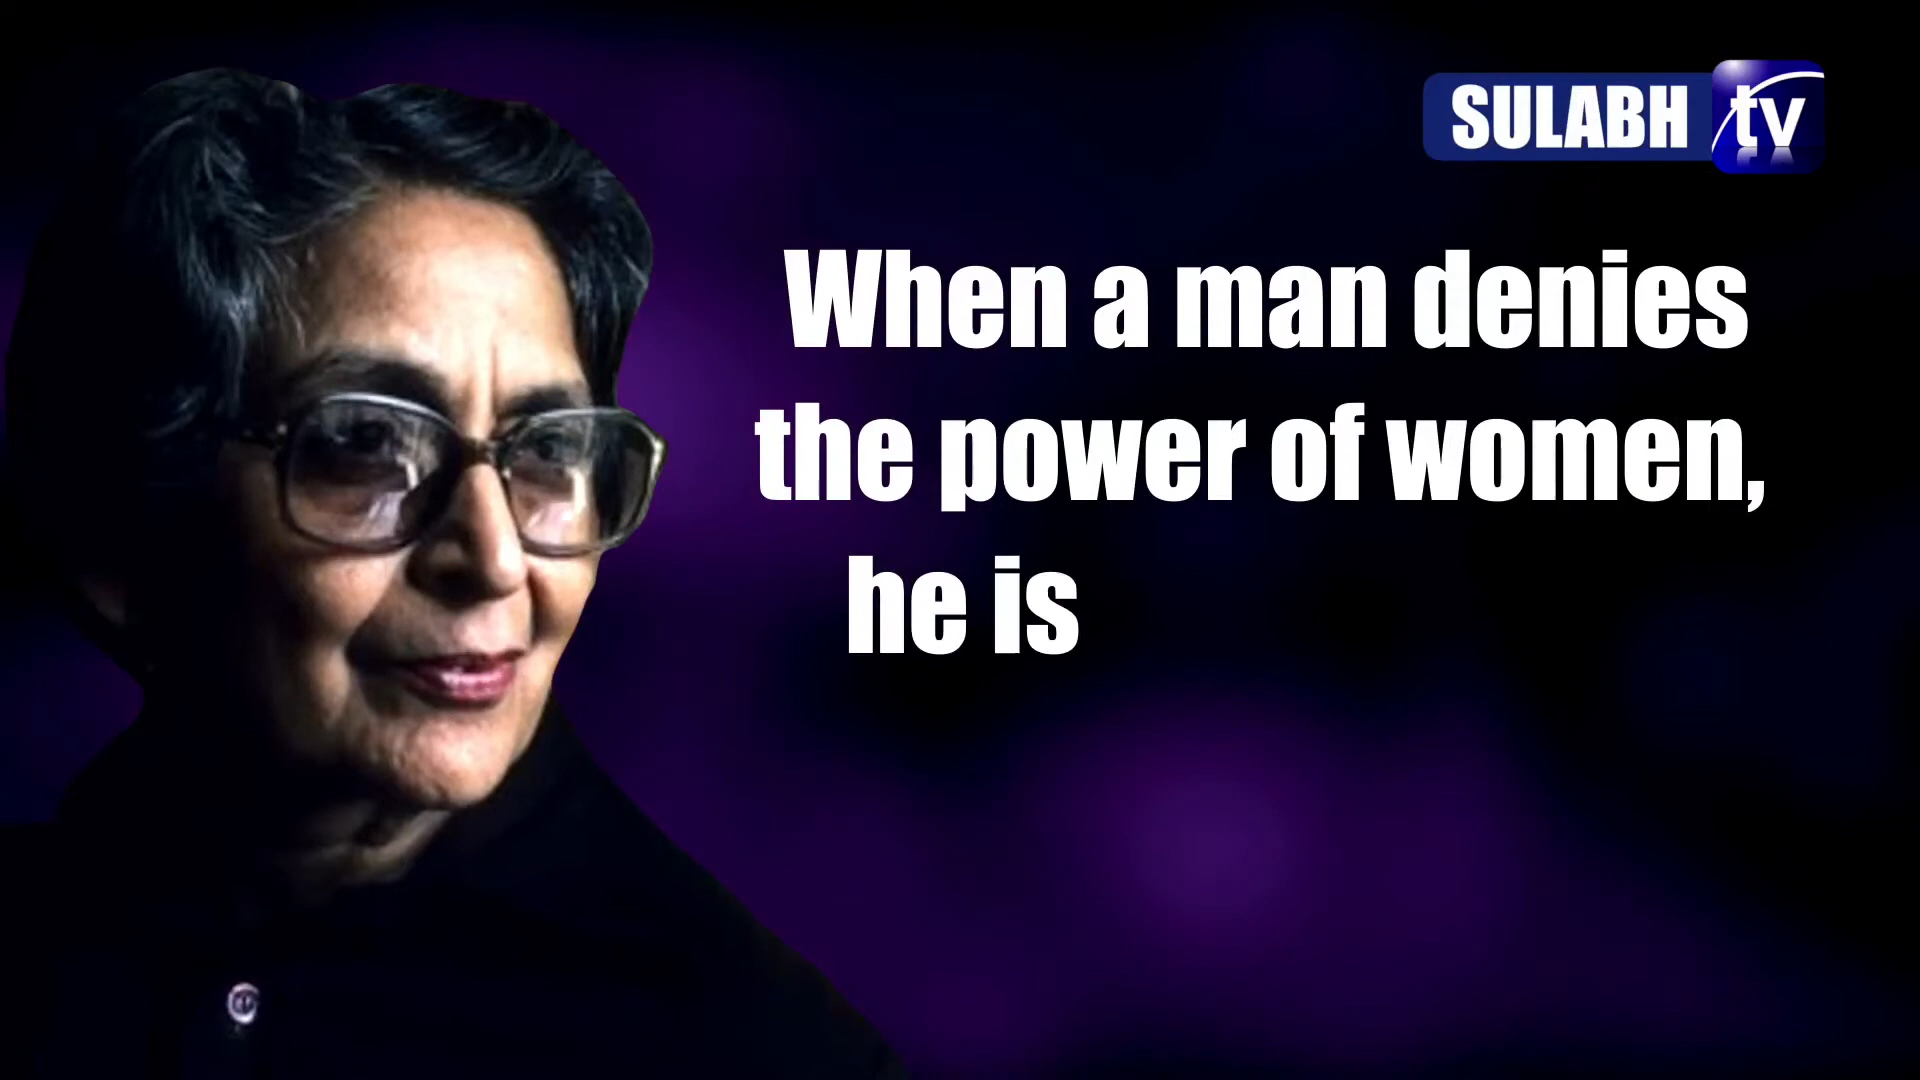 SULABH tv
When a man denies
the power of women,
he is